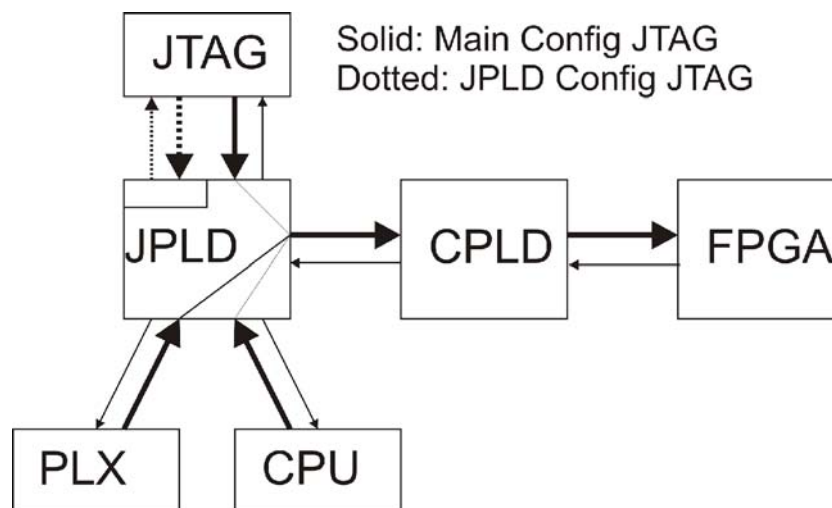 JTAG
Solid: Main Config JTAG
Dotted: JPLD Config JTAG
JPLD
CPLD
FPGA
PLX
CPU